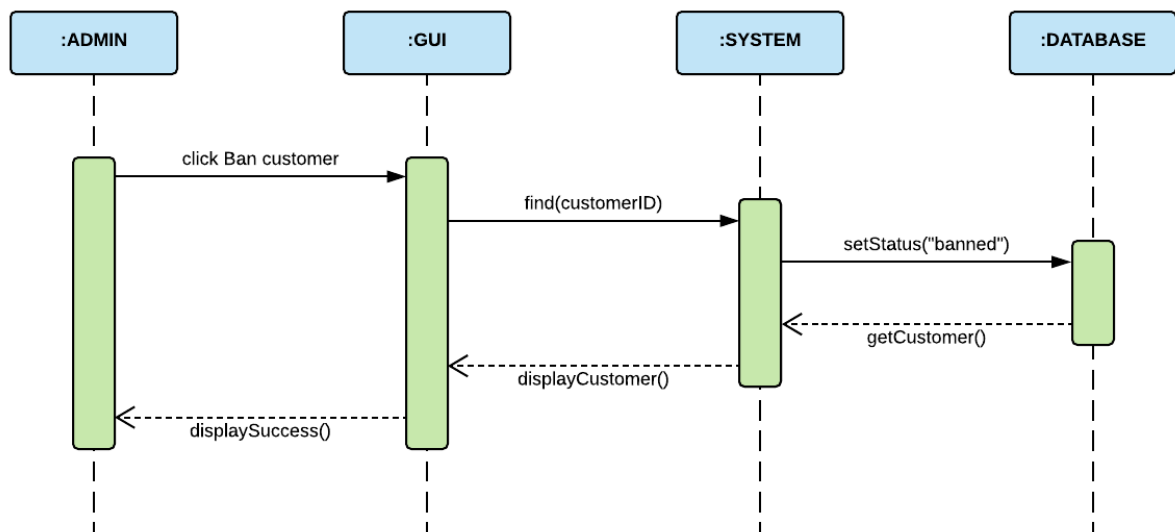 :ADMIN
:GUI
:SYSTEM
:DATABASE
click Ban customer
find(customerID)
setStatus("banned")
getCustomer()
displayCustomer()
displaySuccess()